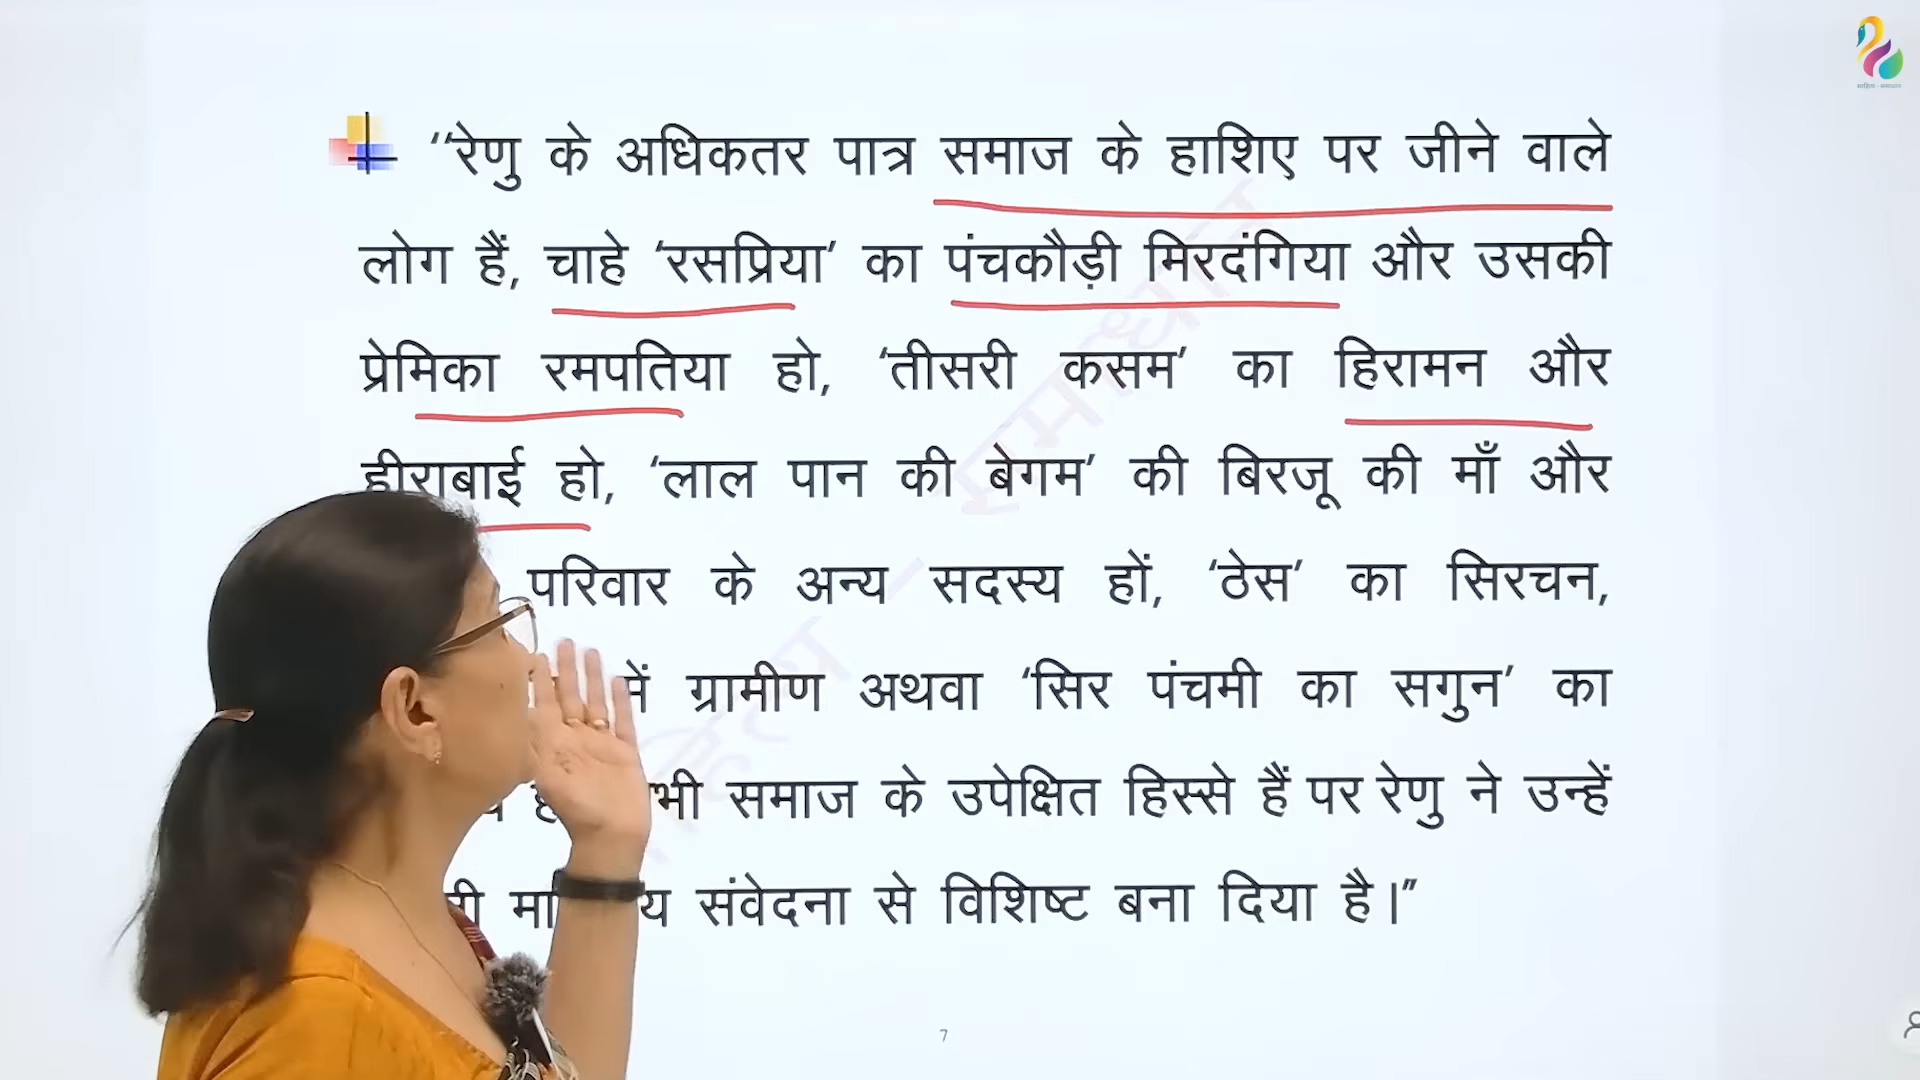 साहित्य - समाधान
“रेणु के अधिकतर पात्र समाज के हाशिए पर जीने वाले
लोग हैं, चाहे ‘रसप्रिया’ का पंचकौड़ी मिरदंगिया और उसकी
प्रेमिका रमपतिया हो, ‘तीसरी कसम’ का हिरामन और
हीराबाई हो, ‘लाल पान की बेगम’ की बिरजू की माँ और
परिवार के अन्य सदस्य हों, ‘ठेस’ का सिरचन,
में ग्रामीण अथवा ‘सिर पंचमी का सगुन’ का
समाज के उपेक्षित हिस्से हैं पर रेणु ने उन्हें
संवेदना से विशिष्ट बना दिया है।”
7